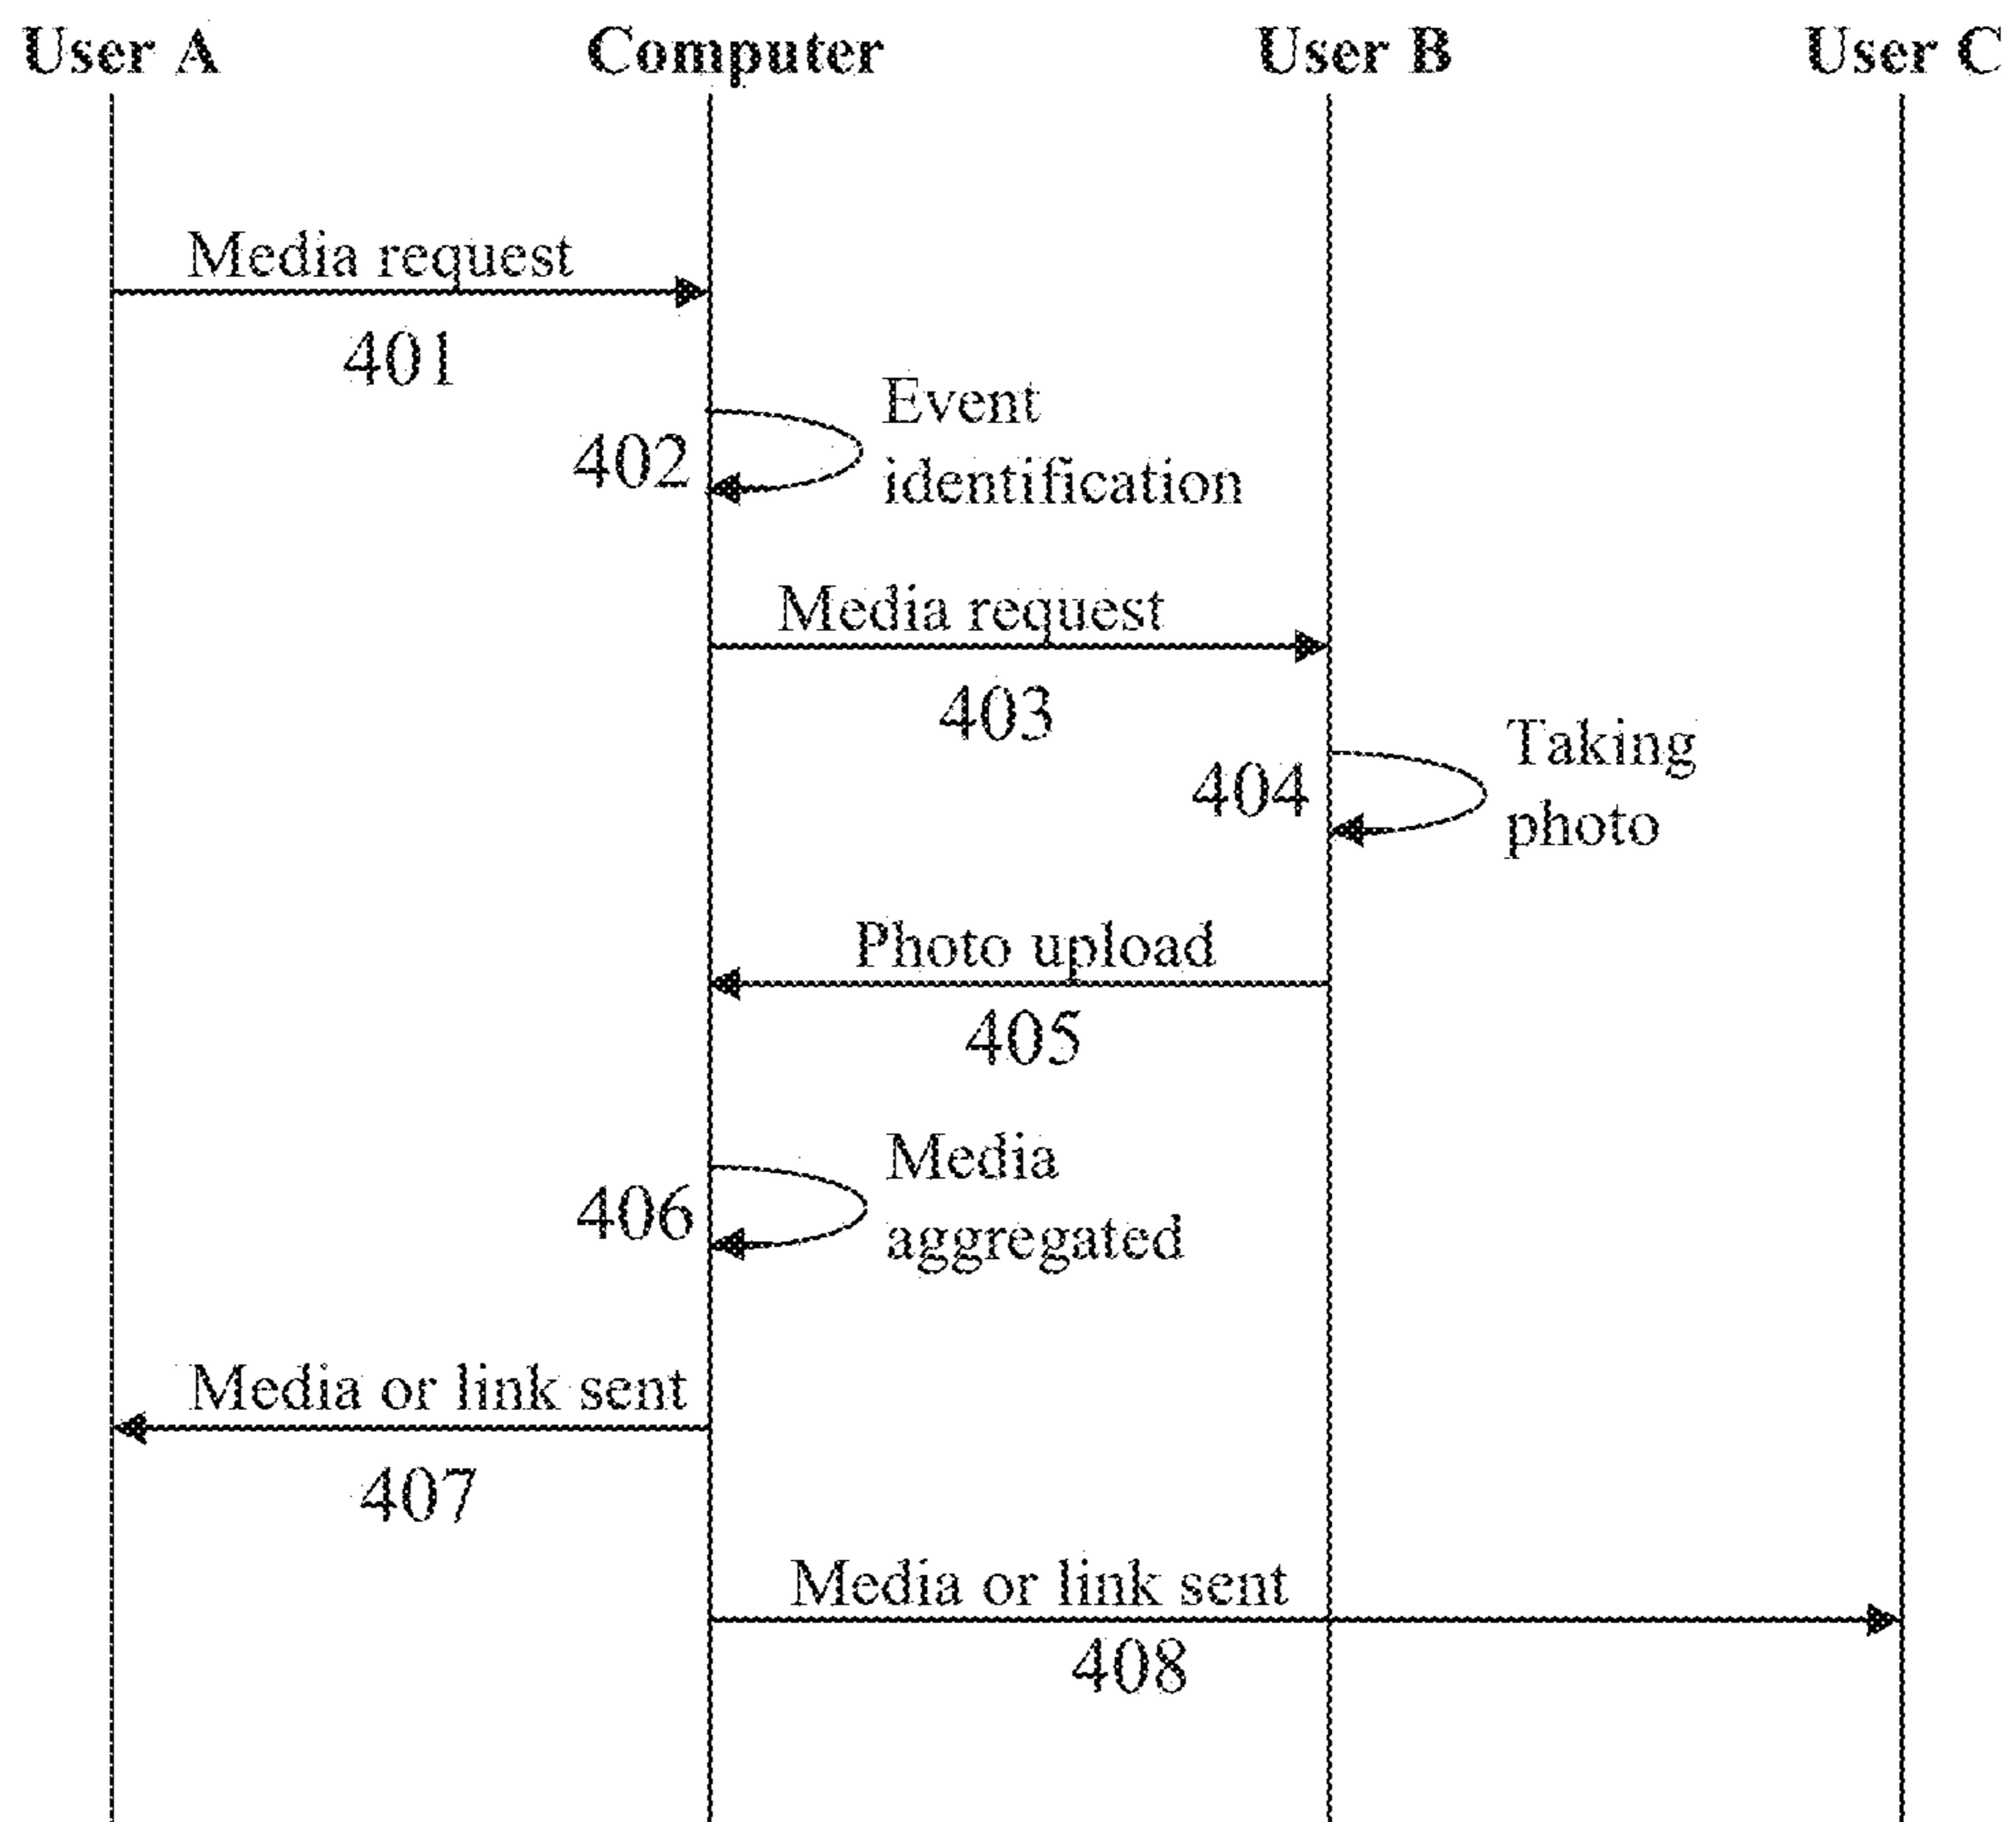 User A Computer User B User C
Media request
401
Event
402
identification
Media request
403
Taking
404
photo
Photo upload
405
Media
406
aggregated
Media or link sent
407
Media or link sent
408